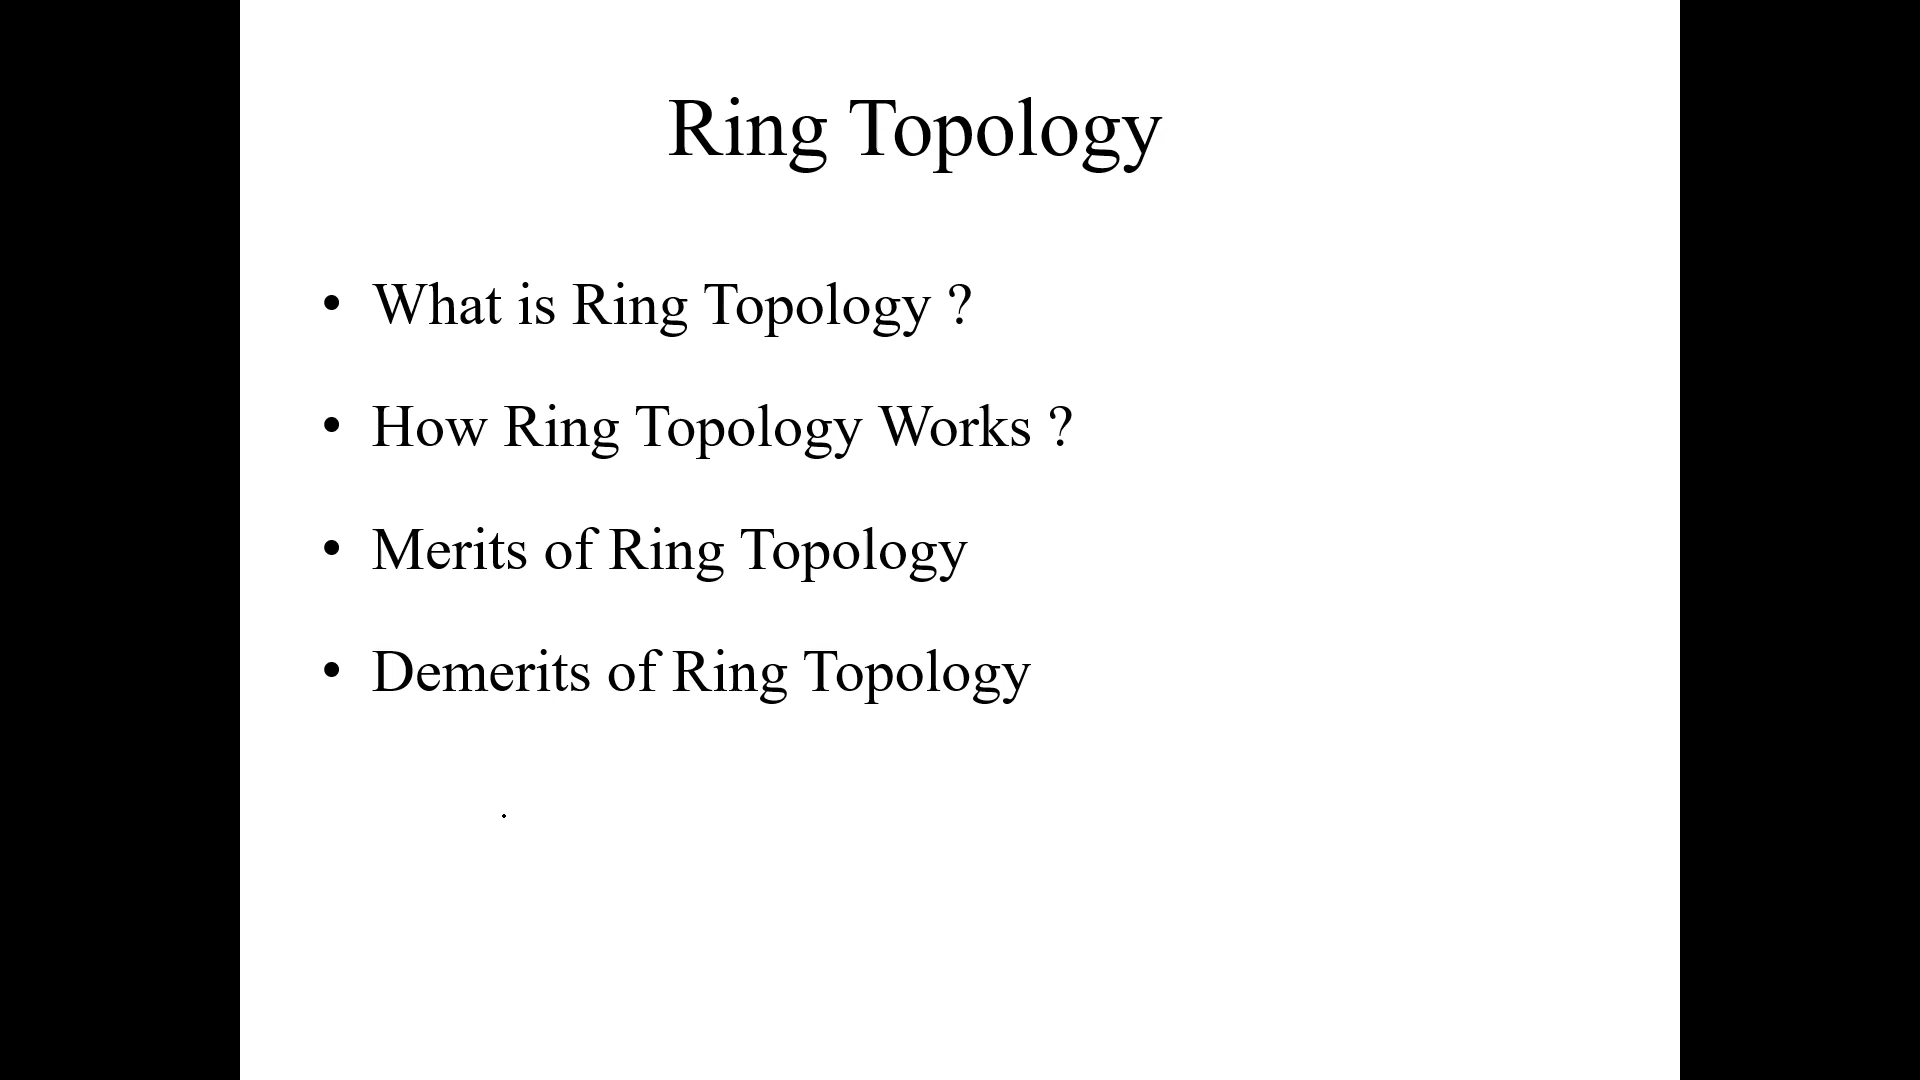 Ring Topology
• What is Ring Topology ?
• How Ring Topology Works ?
• Merits of Ring Topology
• Demerits of Ring Topology